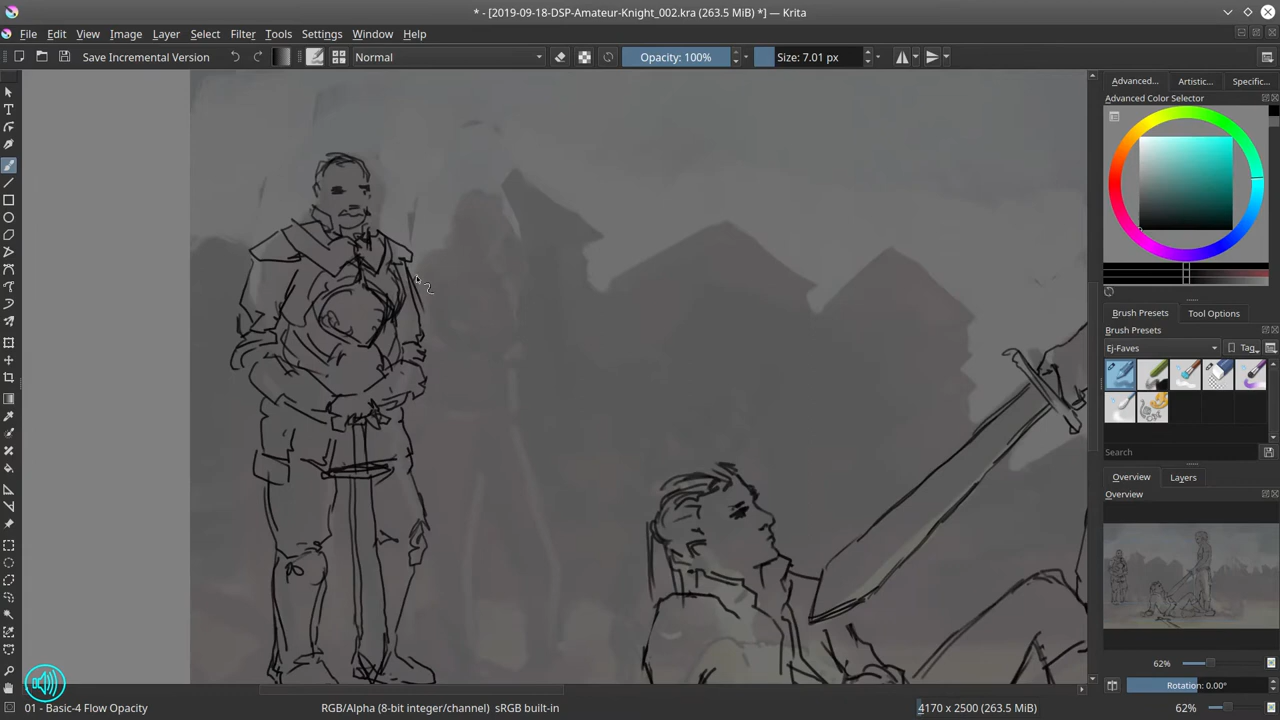 * - [2019-09-18-DSP-Amateur-Knight_002.kra (263.5 MiB) *] — Krita
File Edit View Image Layer Select Filter Tools Settings Window Help
Save Incremental Version Normal Opacity: 100% Size: 7.01 px
Advanced... Artistic... Specific...
Advanced Color Selector
Brush Presets Tool Options
Brush Presets
Ej-Faves Tag
Search
Overview Layers
Overview
62%
Rotation: 0.00°
01 - Basic-4 Flow Opacity RGB/Alpha (8-bit integer/channel) sRGB built-in 4170 x 2500 (263.5 MiB) 62%